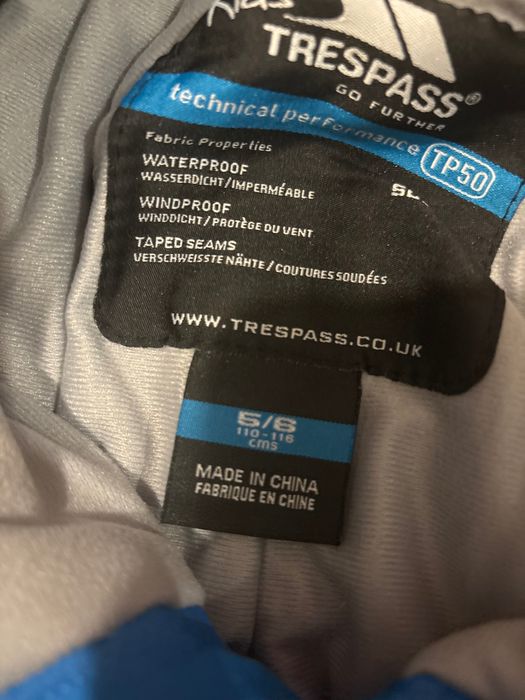 Kids
TRESPASS®
GO FURTHER
technical performance TP50
Fabric Properties
WATERPROOF
WASSERDICHT/IMPERMÉABLE
WINDPROOF
WINDDICHT/PROTÈGE DU VENT
TAPED SEAMS
VERSCHWEISSTE NÄHTE/COUTURES SOUDÉES
WWW.TRESPASS.CO.UK
5/6
110-116
cms
MADE IN CHINA
FABRIQUE EN CHINE